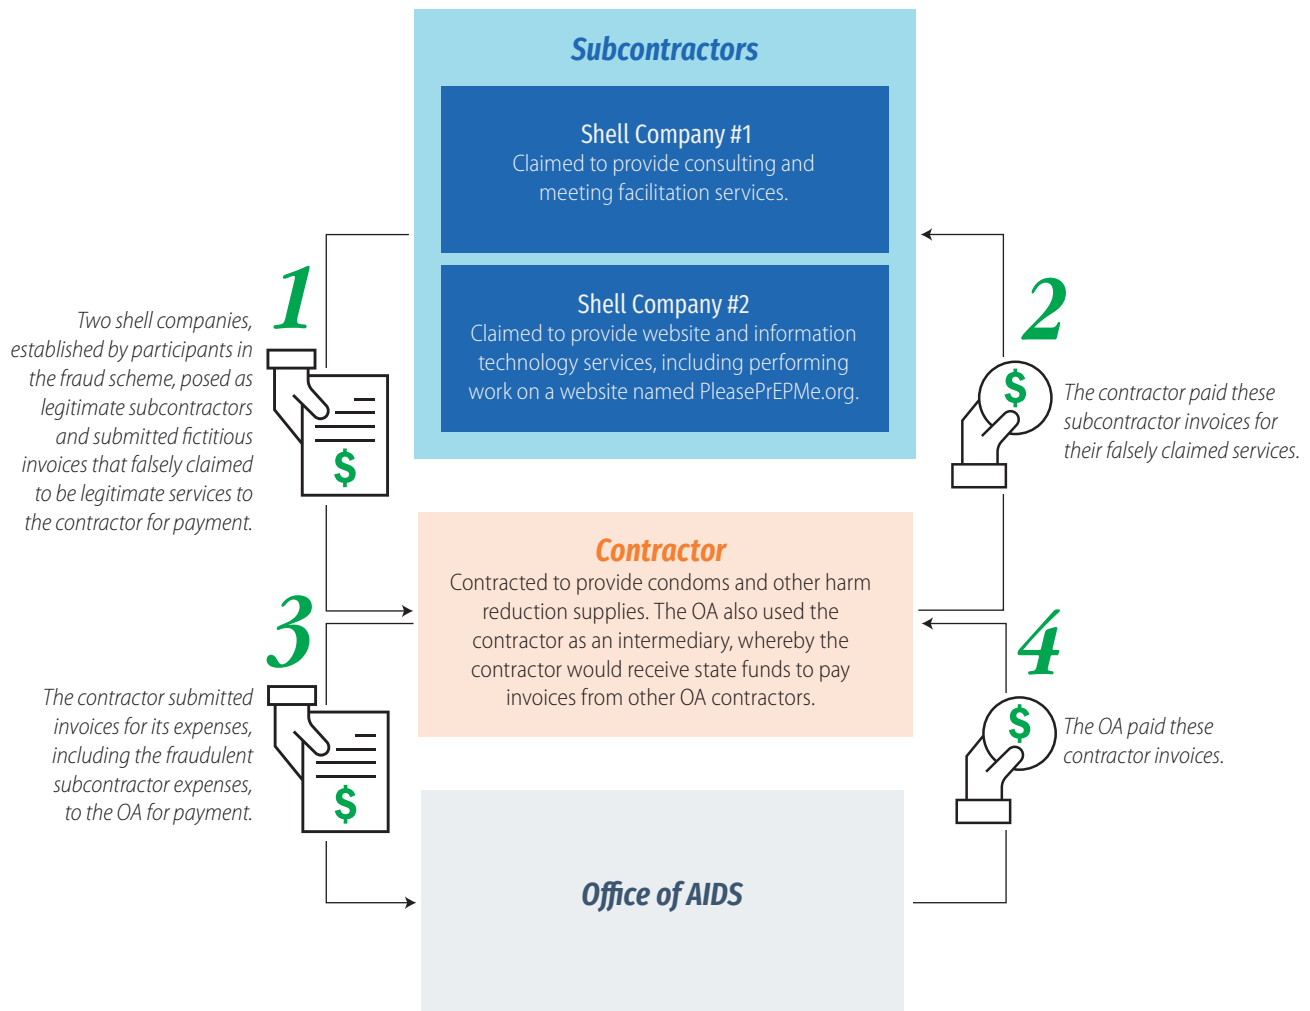 Subcontractors
Shell Company #1
Claimed to provide consulting and
meeting facilitation services.
Shell Company #2
Claimed to provide website and information
technology services, including performing
work on a website named PleasePrEPMe.org.
1
Two shell companies,
established by participants in
the fraud scheme, posed as
legitimate subcontractors
and submitted fictitious
invoices that falsely claimed
to be legitimate services to
the contractor for payment.
$
2
$
The contractor paid these
subcontractor invoices for
their falsely claimed services.
Contractor
Contracted to provide condoms and other harm
reduction supplies. The OA also used the
contractor as an intermediary, whereby the
contractor would receive state funds to pay
invoices from other OA contractors.
3
The contractor submitted
invoices for its expenses,
including the fraudulent
subcontractor expenses,
to the OA for payment.
$
4
$
The OA paid these
contractor invoices.
Office of AIDS